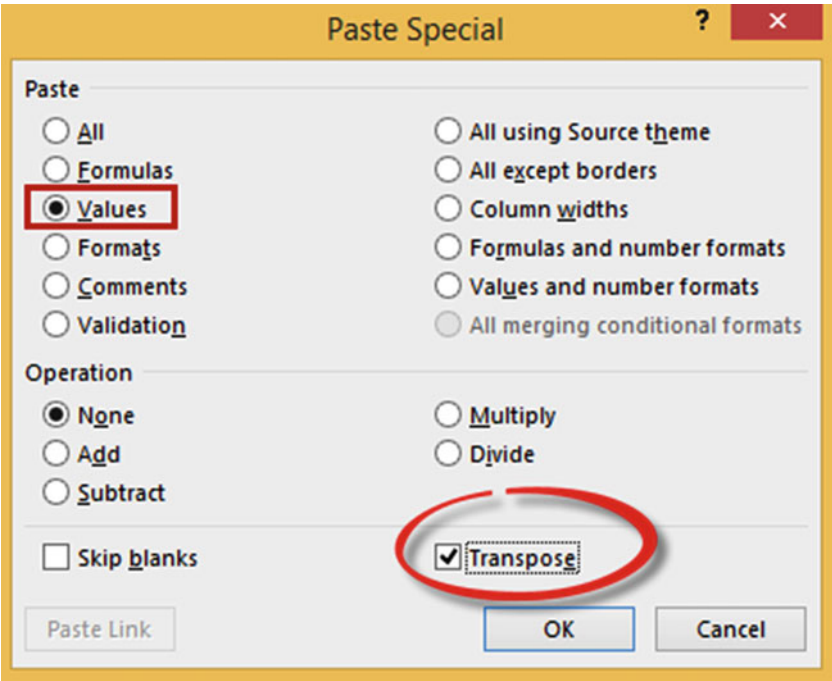 Paste Special
?
Paste
All
All using Source theme
Formulas
All except borders
Values
Column widths
Formats
Formulas and number formats
Comments
Values and number formats
Validation
All merging conditional formats
Operation
None
Multiply
Add
Divide
Subtract
Skip blanks
Transpose
Paste Link
OK
Cancel